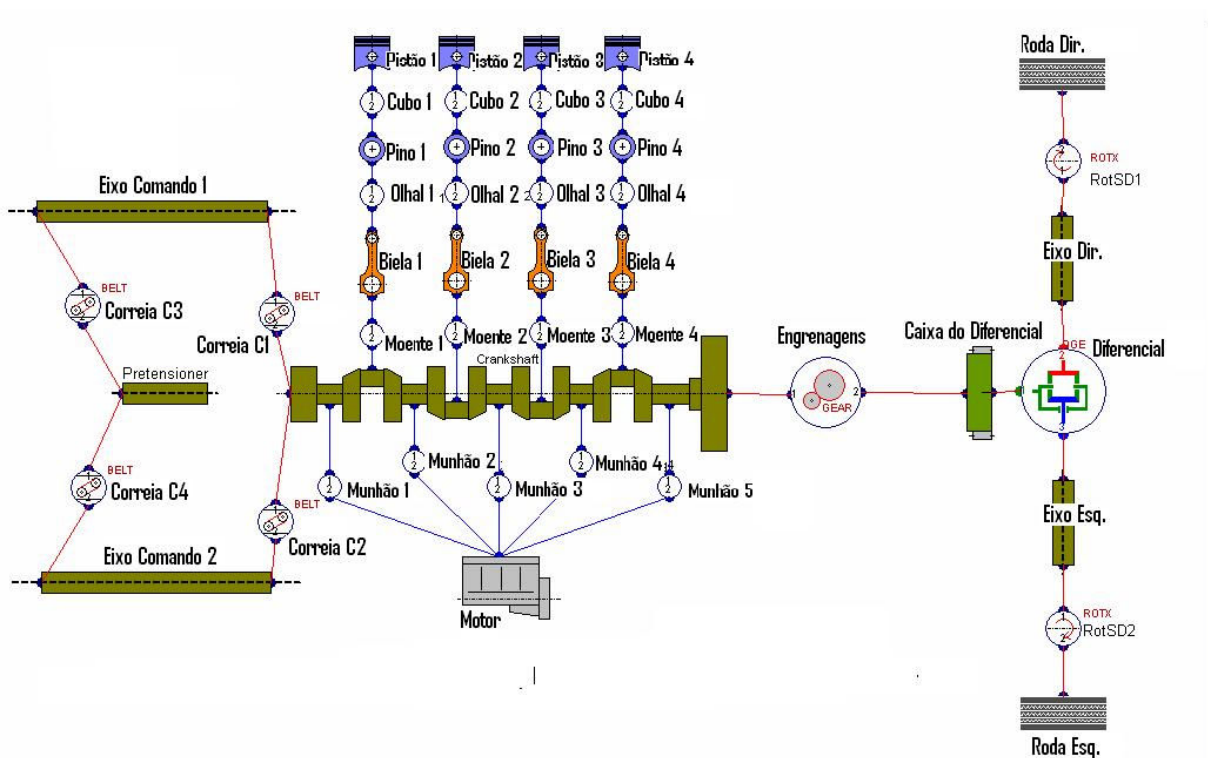 Pistão 1 Pistão 2 Pistão 3 Pistão 4
Cubo 1 Cubo 2 Cubo 3 Cubo 4
Pino 1 Pino 2 Pino 3 Pino 4
Olhal 1 Olhal 2 Olhal 3 Olhal 4
Biela 1 Biela 2 Biela 3 Biela 4
Moente 1 Moente 2 Moente 3 Moente 4
Crankshaft
Eixo Comando 1
BELT
Correia C3
BELT
Correia C1
Pretensioner
BELT
Correia C4
BELT
Correia C2
Eixo Comando 2
Munhão 1 Munhão 2 Munhão 3 Munhão 4 Munhão 5
Motor
Engrenagens
1 2
GEAR
Caixa do Diferencial
Roda Dir.
ROTX
RotSD1
Eixo Dir.
Diferencial
2
3
Eixo Esq.
ROTX
RotSD2
Roda Esq.